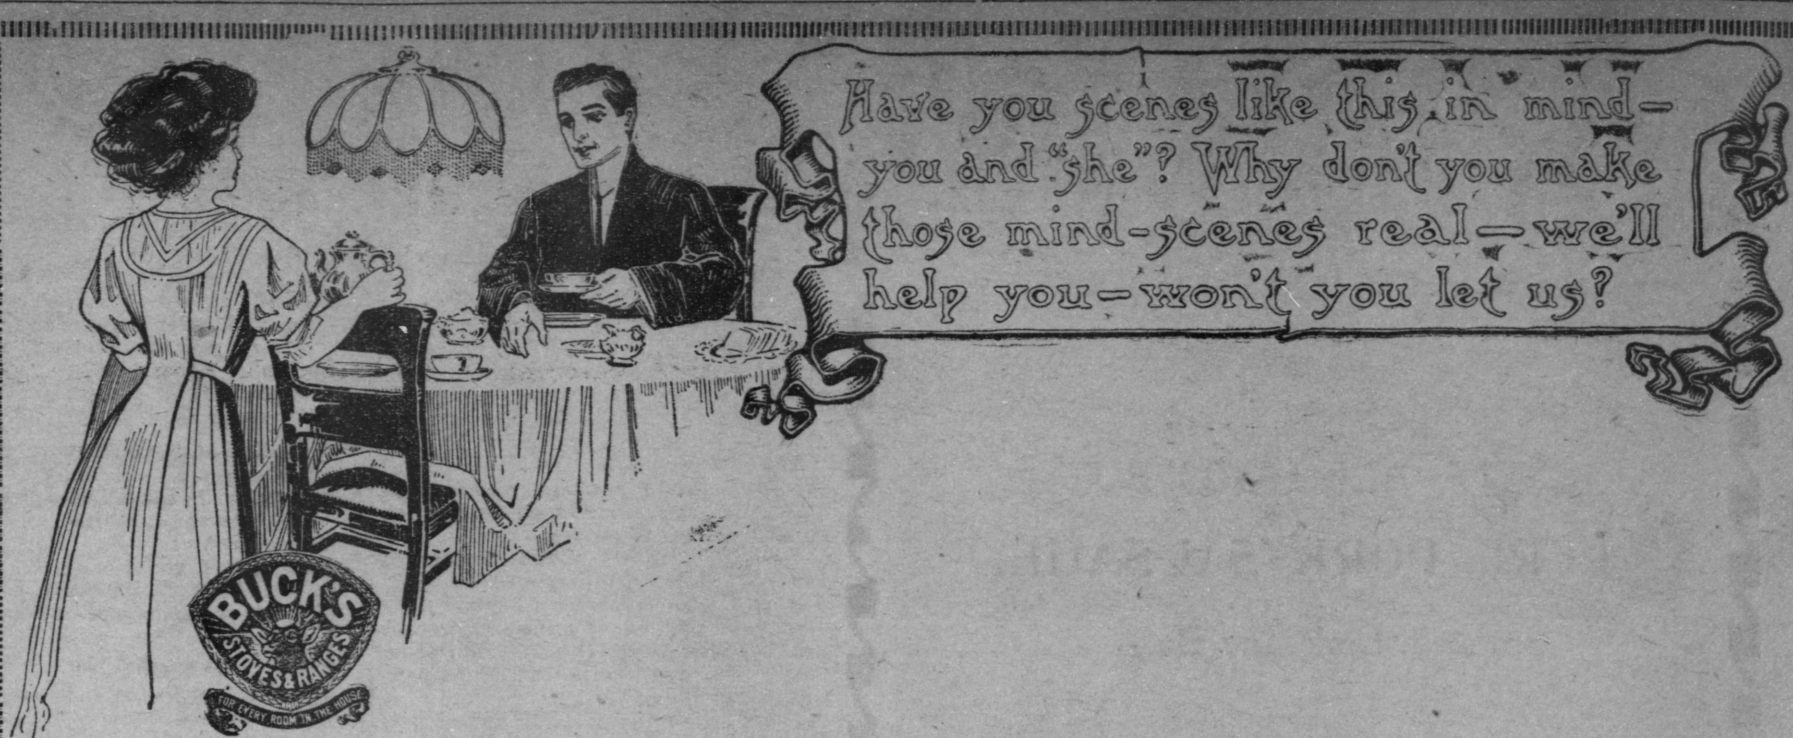 Have you scenes like this in mind—
you and "she"? Why don't you make
those mind-scenes real—we'll
help you—won't you let us?
BUCK'S
STOVES & RANGES
FOR EVERY ROOM IN THE HOUSE